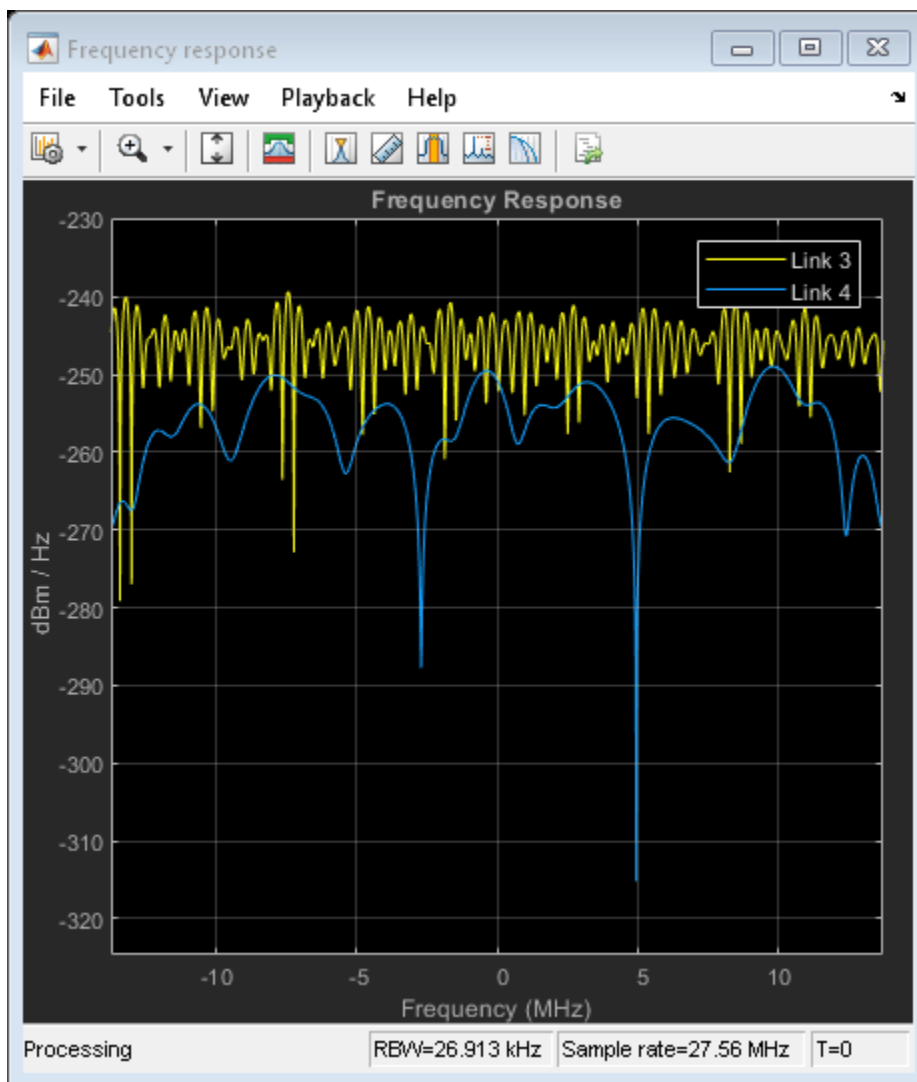 Frequency response
File Tools View Playback Help
Frequency Response
-230
-240
-250
-260
-270
-280
-290
-300
-310
-320
dBm / Hz
Link 3
Link 4
-10 -5 0 5 10
Frequency (MHz)
Processing RBW=26.913 kHz Sample rate=27.56 MHz T=0